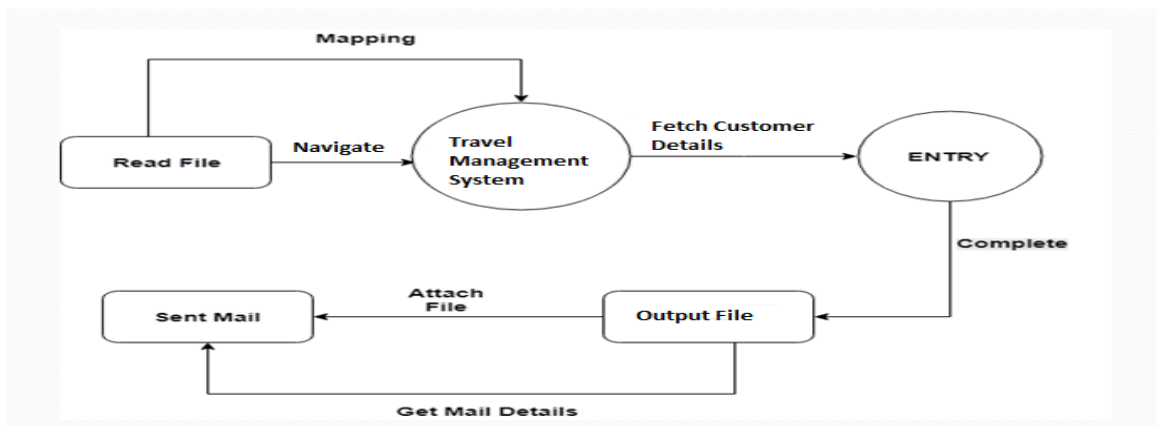 Mapping
Read File
Navigate
Travel
Management
System
Fetch Customer
Details
ENTRY
Complete
Sent Mail
Attach
File
Output File
Get Mail Details